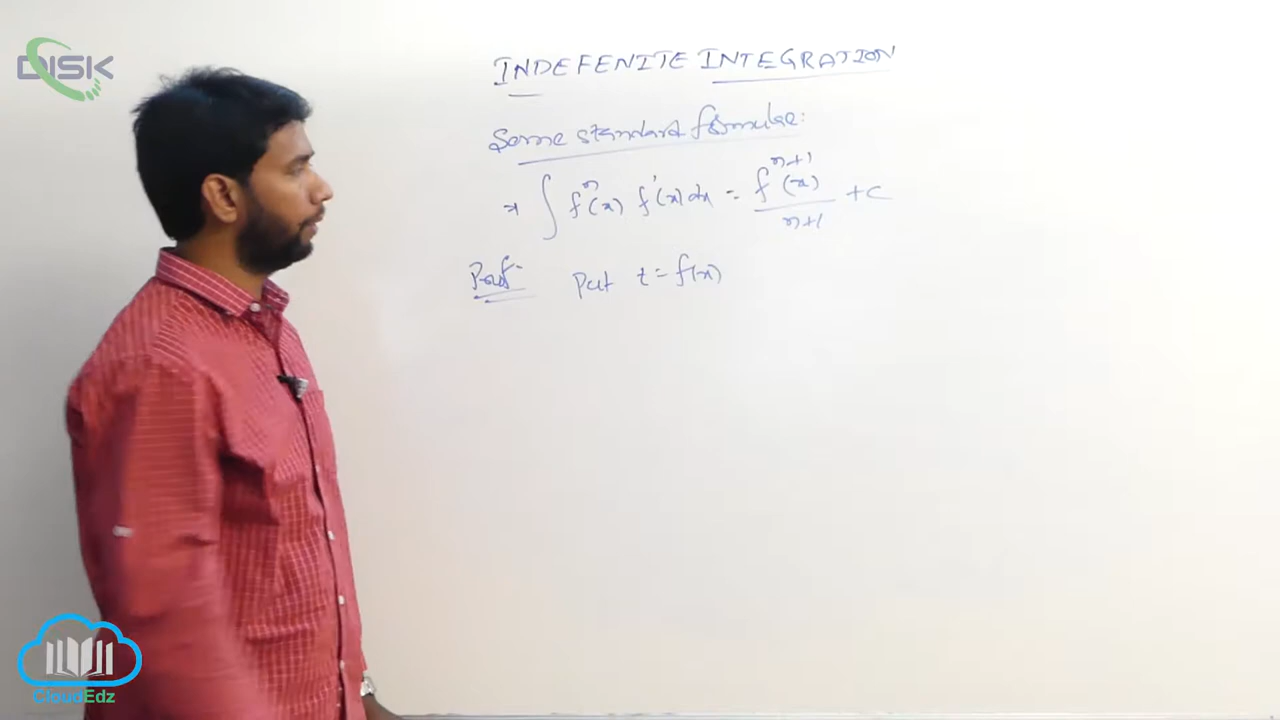 DISK
INDEFENITE INTEGRATION
Some standard formulae:
→ ∫ fⁿ(x) f'(x) dx = fⁿ⁺¹(x) / n+1 + c
Proof:- Put t = f(x)
CloudEdz